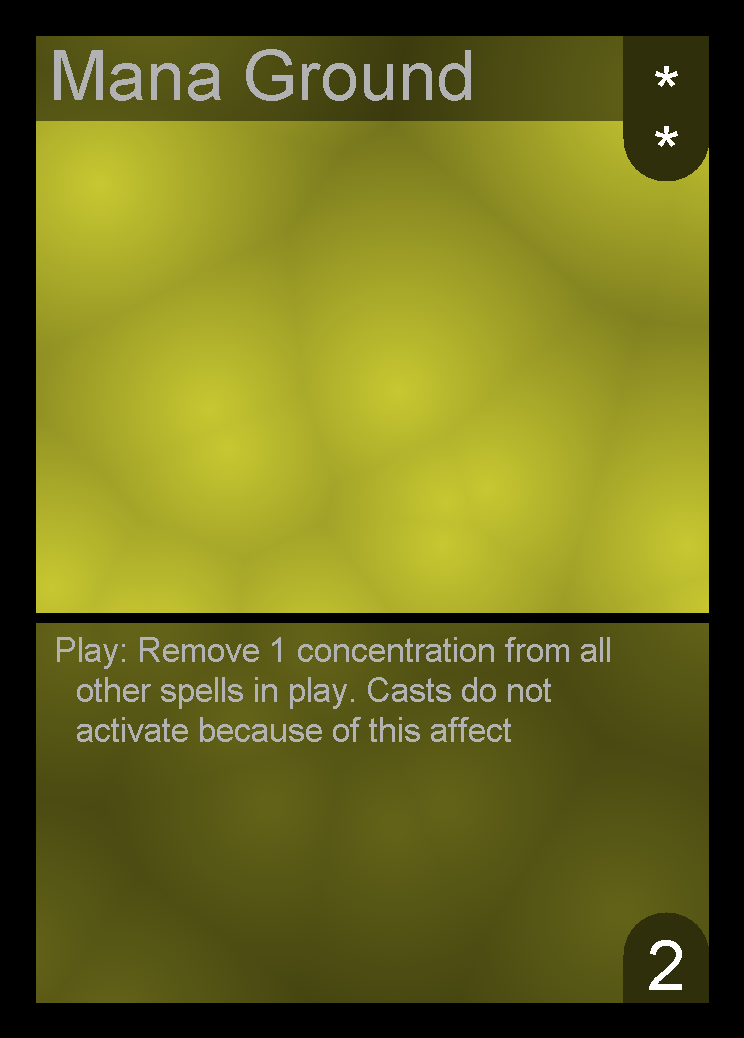 Mana Ground
*
*
Play: Remove 1 concentration from all
other spells in play. Casts do not
activate because of this affect
2